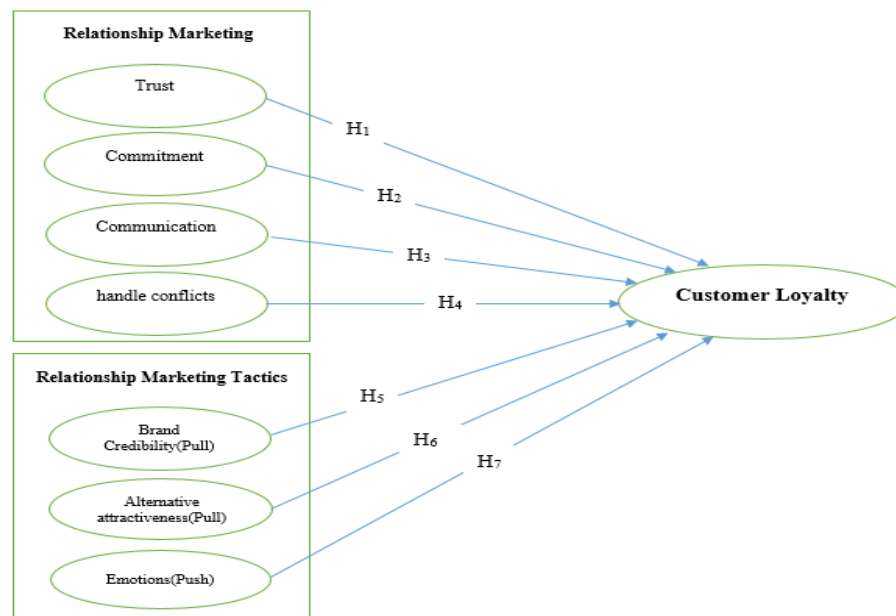 Relationship Marketing
Trust
H₁
Commitment
H₂
Communication
H₃
handle conflicts
H₄
Customer Loyalty
Relationship Marketing Tactics
H₅
Brand
Credibility(Pull)
H₆
Alternative
attractiveness(Pull)
H₇
Emotions(Push)